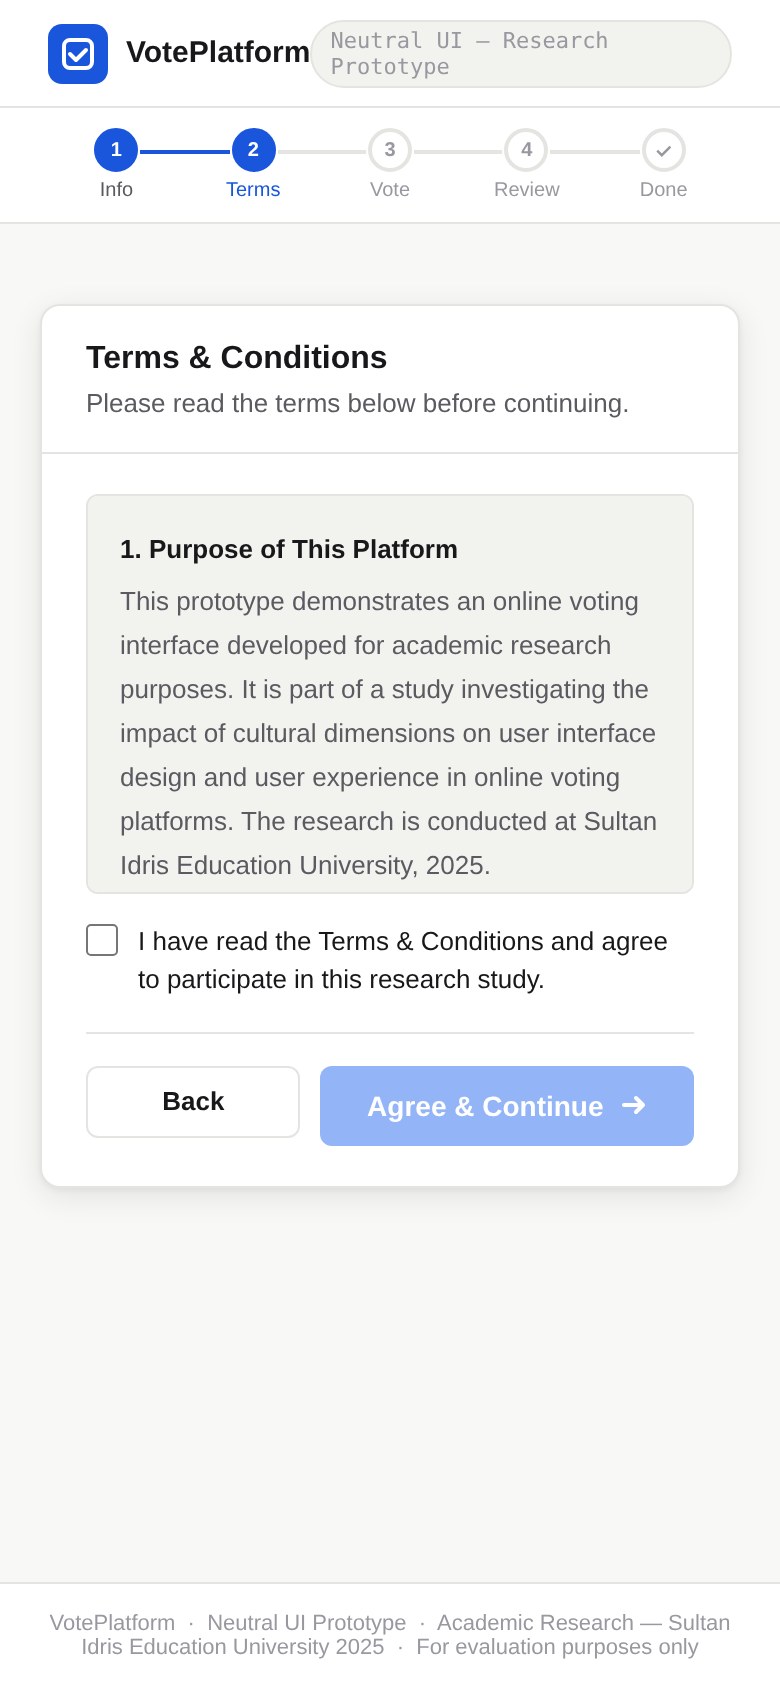 VotePlatform
Neutral UI — Research
Prototype
1
2
3
4
Info
Terms
Vote
Review
Done
Terms & Conditions
Please read the terms below before continuing.
1. Purpose of This Platform
This prototype demonstrates an online voting
interface developed for academic research
purposes. It is part of a study investigating the
impact of cultural dimensions on user interface
design and user experience in online voting
platforms. The research is conducted at Sultan
Idris Education University, 2025.
I have read the Terms & Conditions and agree
to participate in this research study.
Back
Agree & Continue →
VotePlatform · Neutral UI Prototype · Academic Research — Sultan
Idris Education University 2025 · For evaluation purposes only